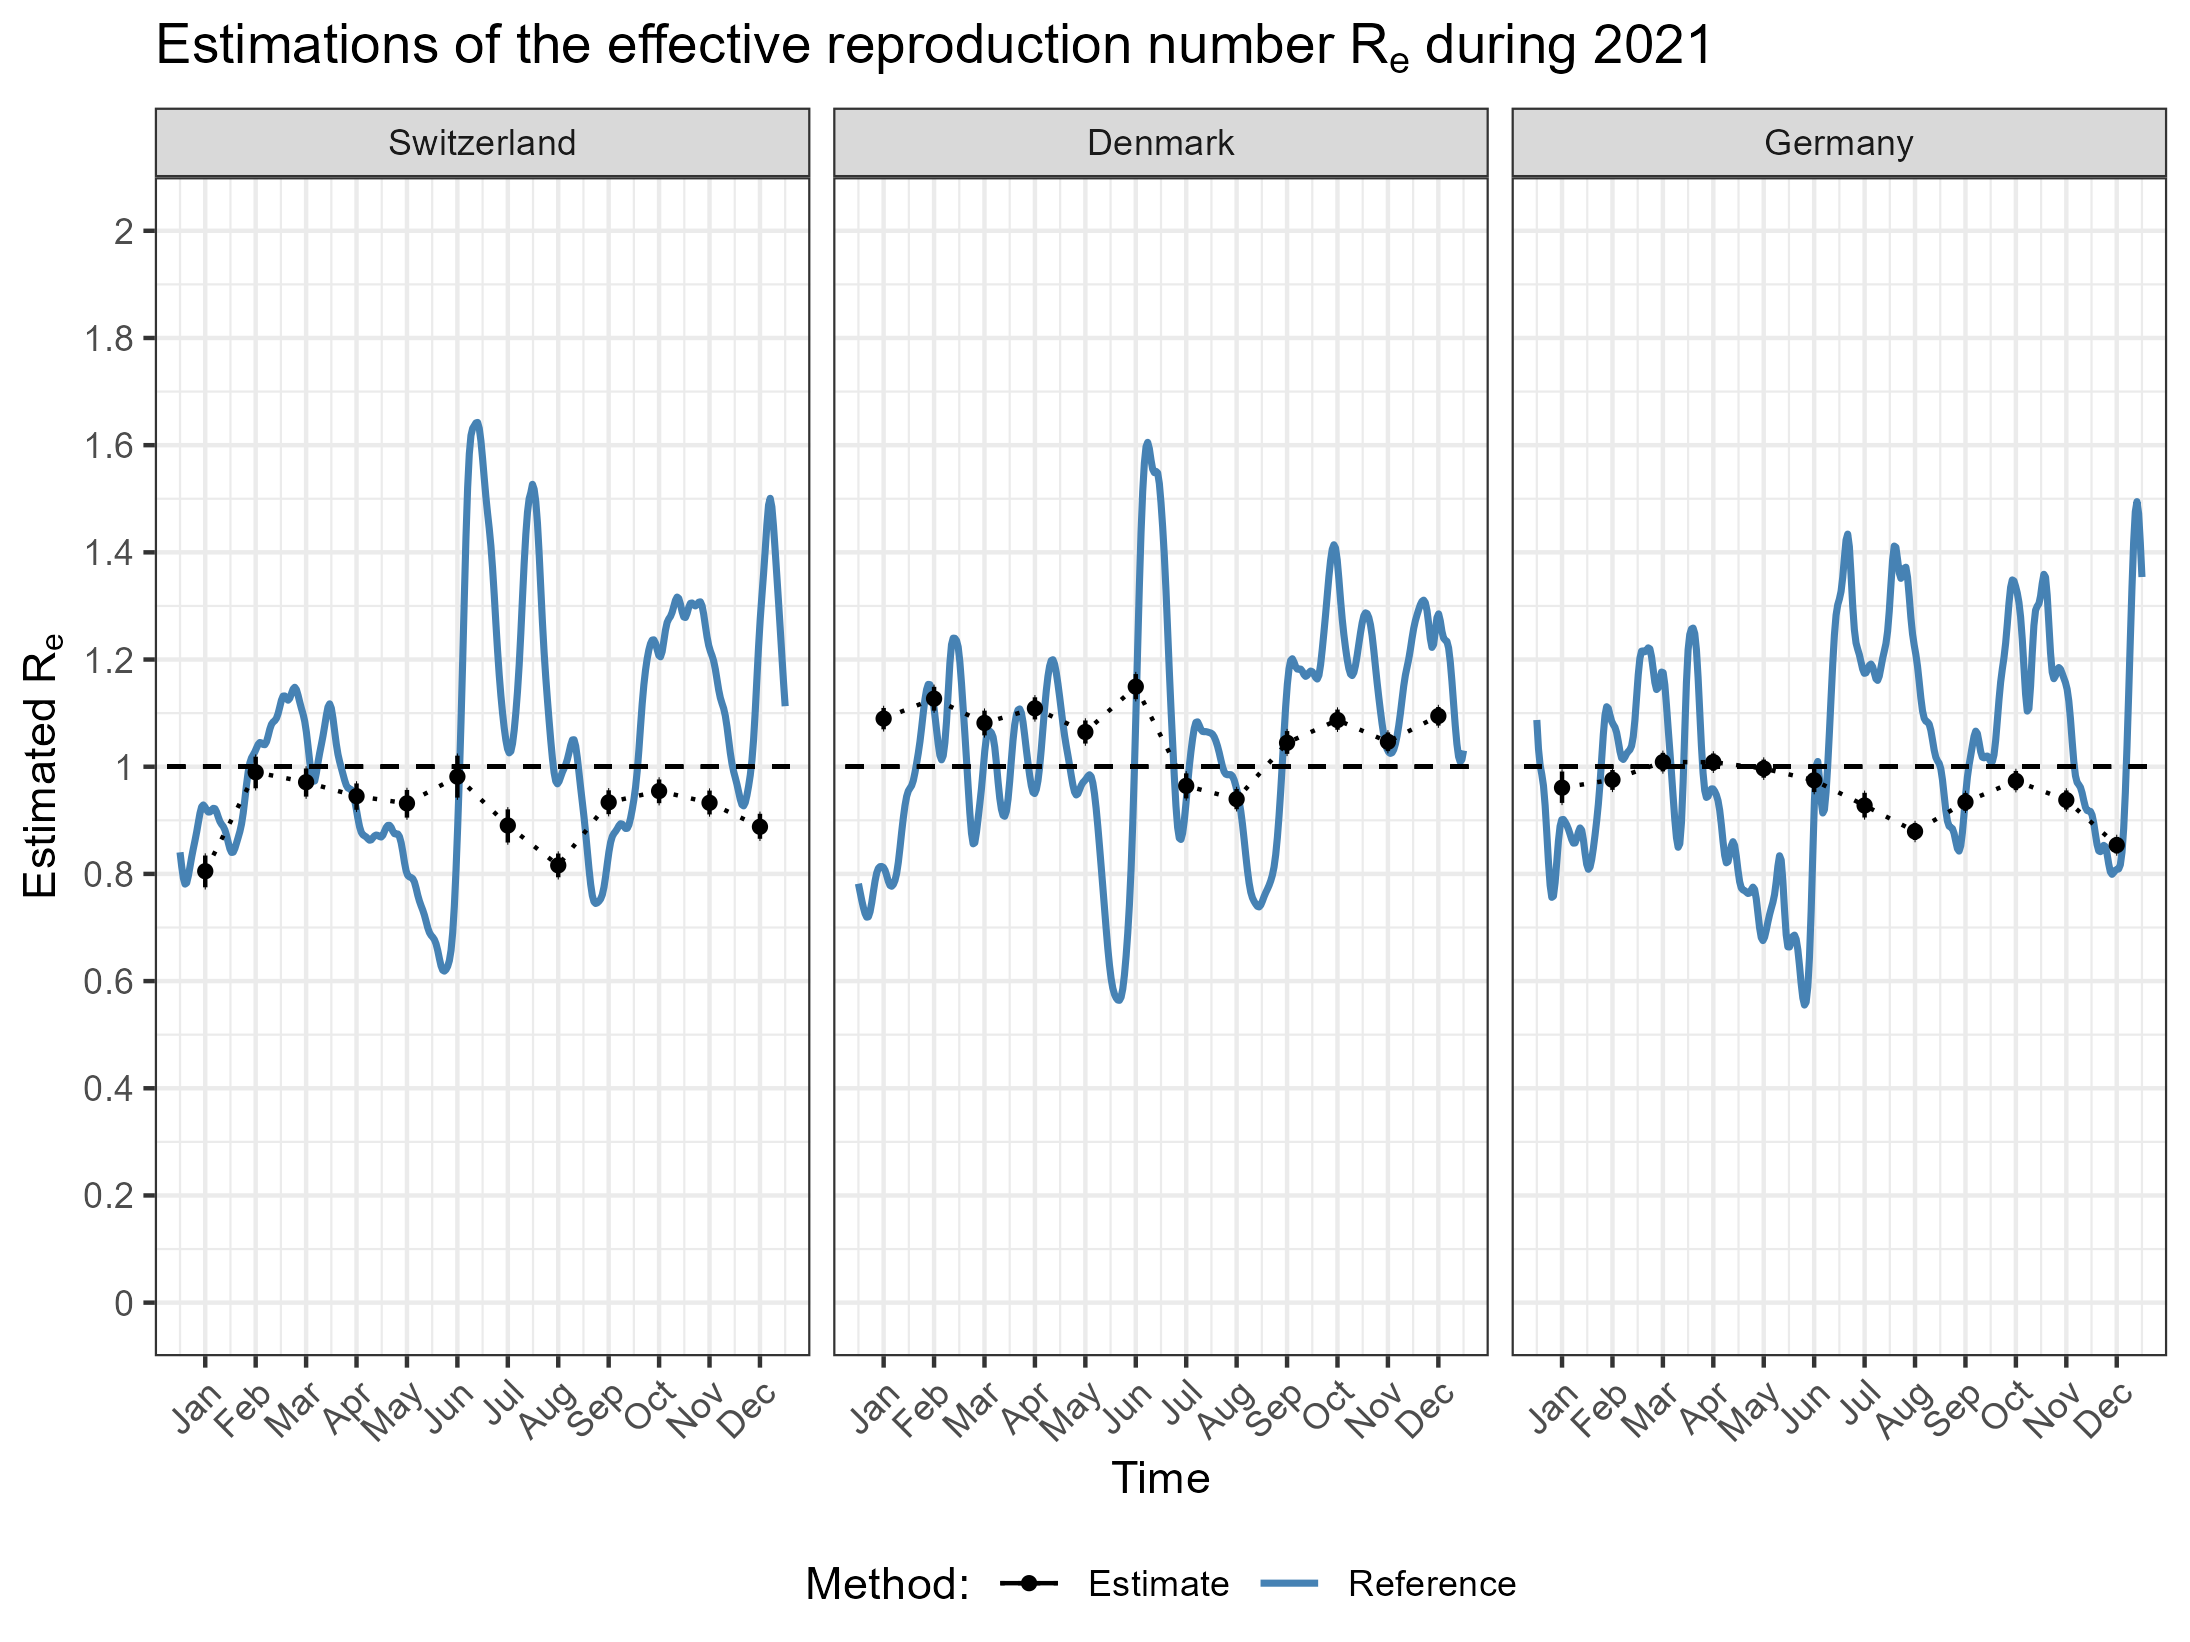 Estimations of the effective reproduction number Re during 2021
Switzerland
Denmark
Germany
Estimated Re
2
1.8
1.6
1.4
1.2
1
0.8
0.6
0.4
0.2
0
Jan Feb Mar Apr May Jun Jul Aug Sep Oct Nov Dec
Jan Feb Mar Apr May Jun Jul Aug Sep Oct Nov Dec
Jan Feb Mar Apr May Jun Jul Aug Sep Oct Nov Dec
Time
Method: Estimate Reference